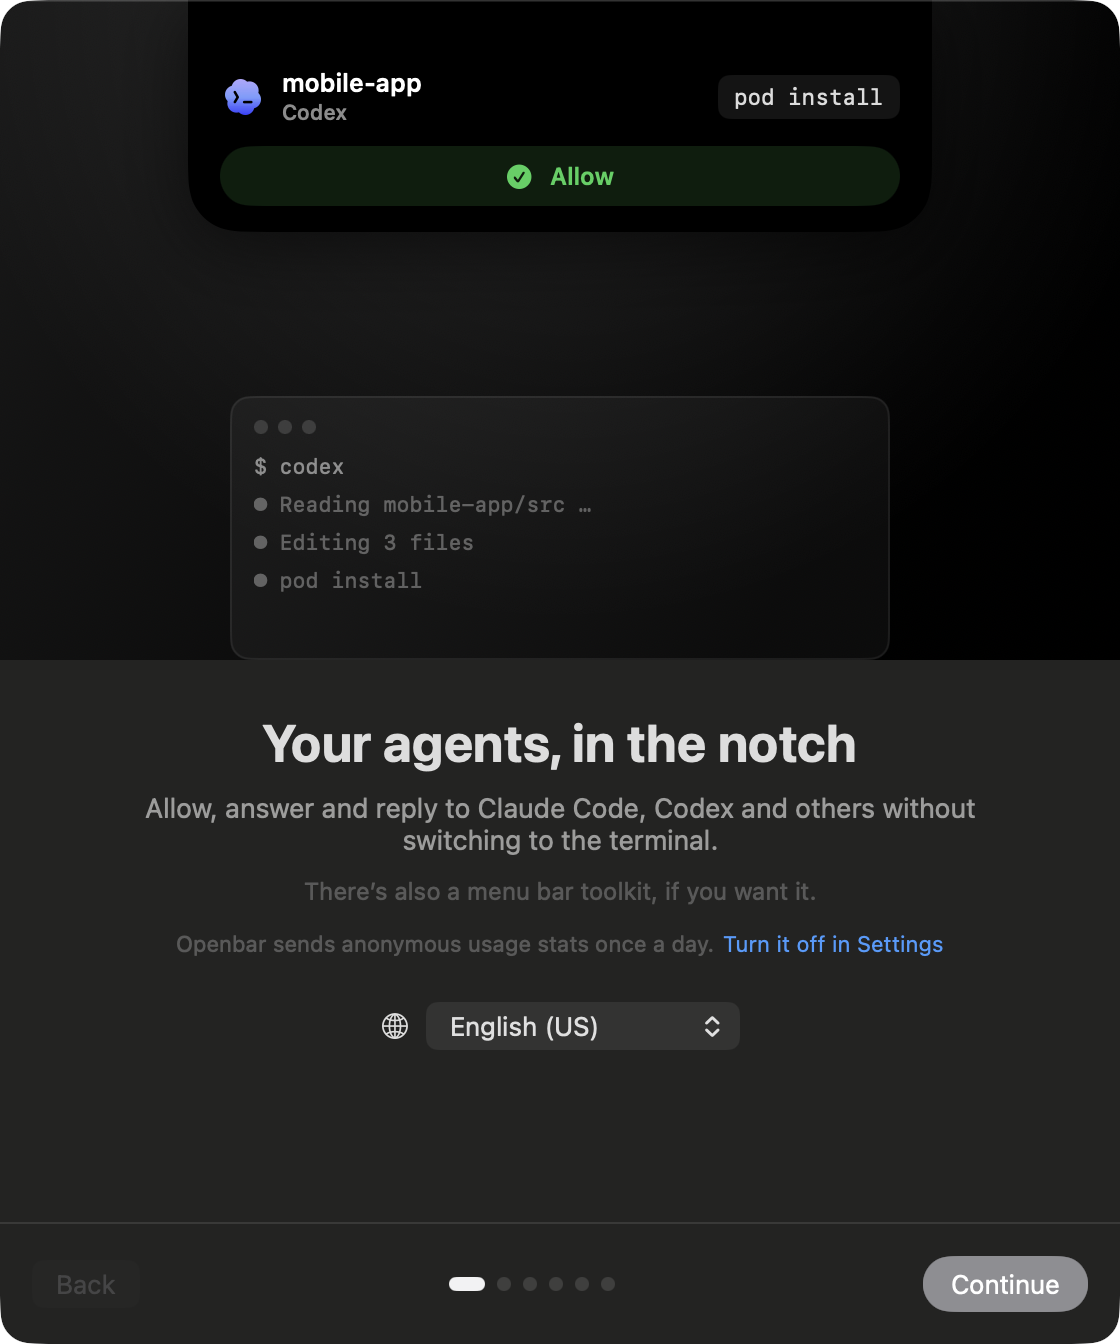 mobile-app
Codex
pod install
Allow
$ codex
Reading mobile-app/src …
Editing 3 files
pod install
Your agents, in the notch
Allow, answer and reply to Claude Code, Codex and others without
switching to the terminal.
There’s also a menu bar toolkit, if you want it.
Openbar sends anonymous usage stats once a day. Turn it off in Settings
English (US)
Back
Continue